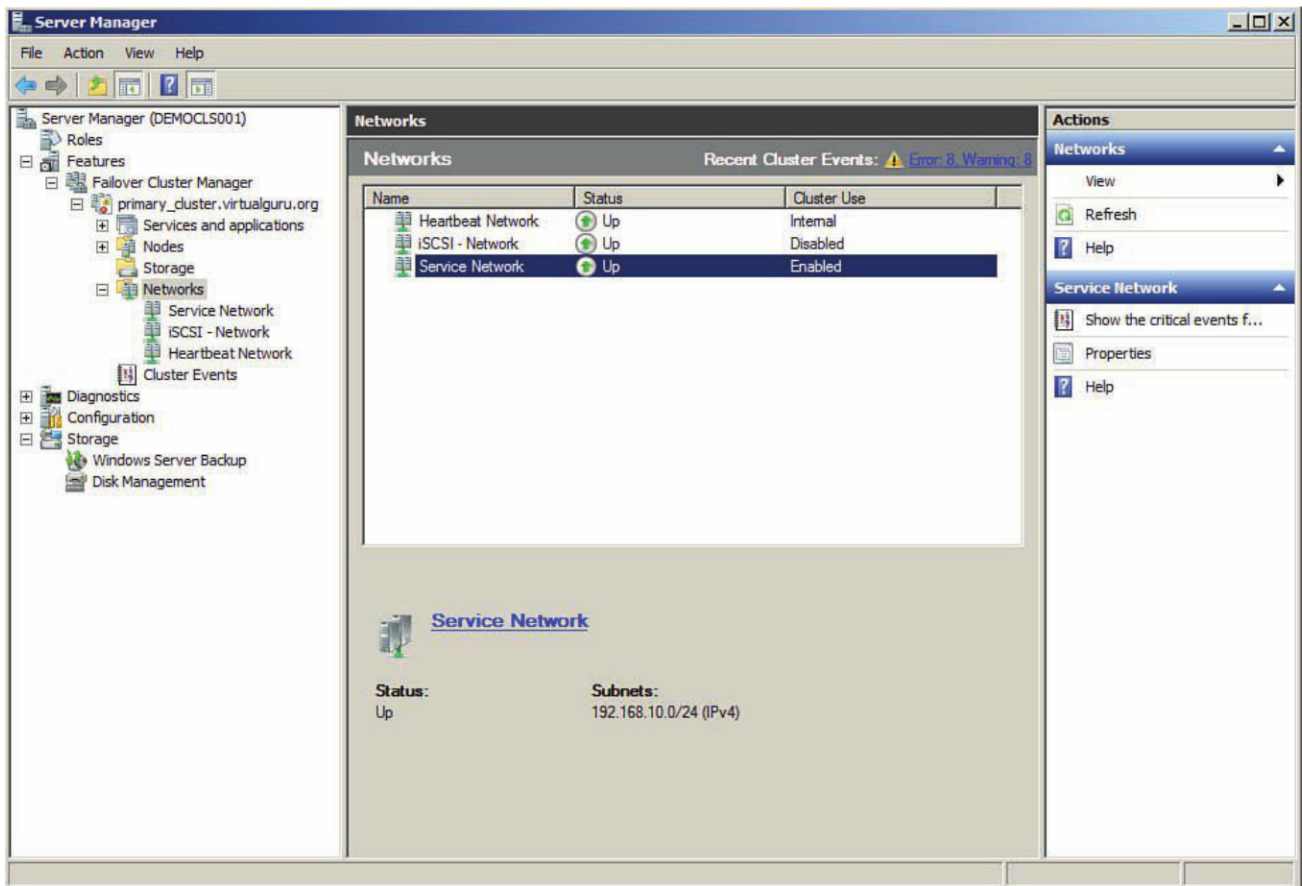 Server Manager
File Action View Help
Server Manager (DEMOCLS001)
Roles
Features
Failover Cluster Manager
primary_cluster.virtualguru.org
Services and applications
Nodes
Storage
Networks
Service Network
iSCSI - Network
Heartbeat Network
Cluster Events
Diagnostics
Configuration
Storage
Windows Server Backup
Disk Management
Networks
Networks Recent Cluster Events: Error: 8, Warning: 8
Name Status Cluster Use
Heartbeat Network Up Internal
iSCSI - Network Up Disabled
Service Network Up Enabled
Service Network
Status: Subnets:
Up 192.168.10.0/24 (IPv4)
Actions
Networks
View
Refresh
Help
Service Network
Show the critical events f...
Properties
Help